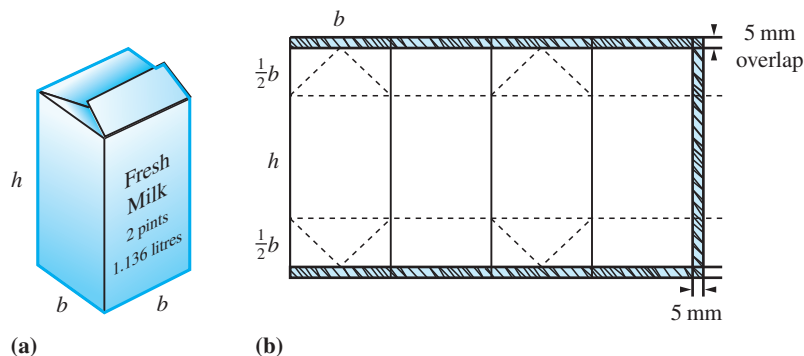 h
b
b
Fresh
Milk
2 pints
1.136 litres
(a)
b
5 mm
overlap
½b
h
½b
5 mm
(b)